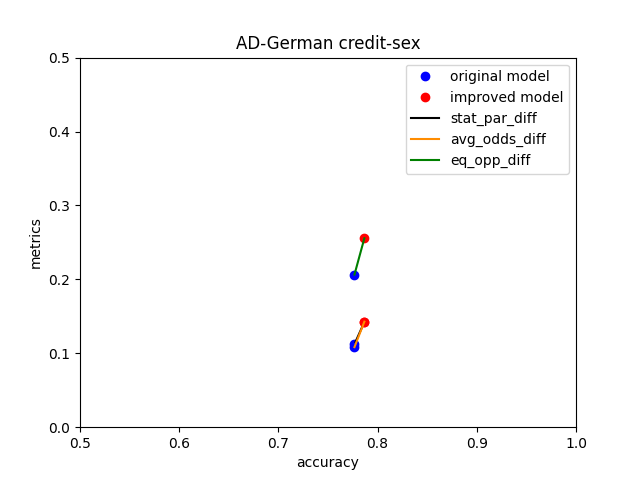 AD-German credit-sex
original model
improved model
stat_par_diff
avg_odds_diff
eq_opp_diff
metrics
0.5
0.4
0.3
0.2
0.1
0.0
0.5 0.6 0.7 0.8 0.9 1.0
accuracy